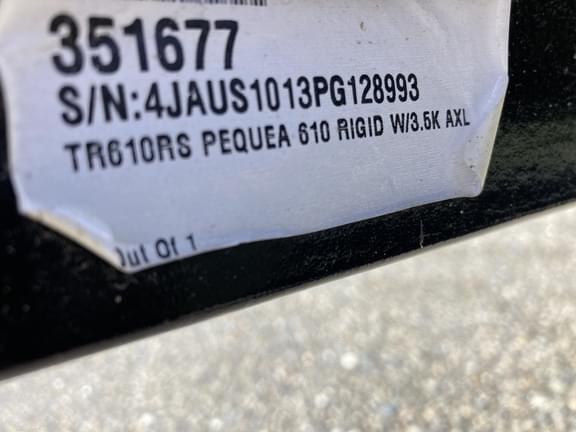 351677
S/N:4JAUS1013PG128993
TR610RS PEQUEA 610 RIGID W/3.5K AXL
Out Of 1